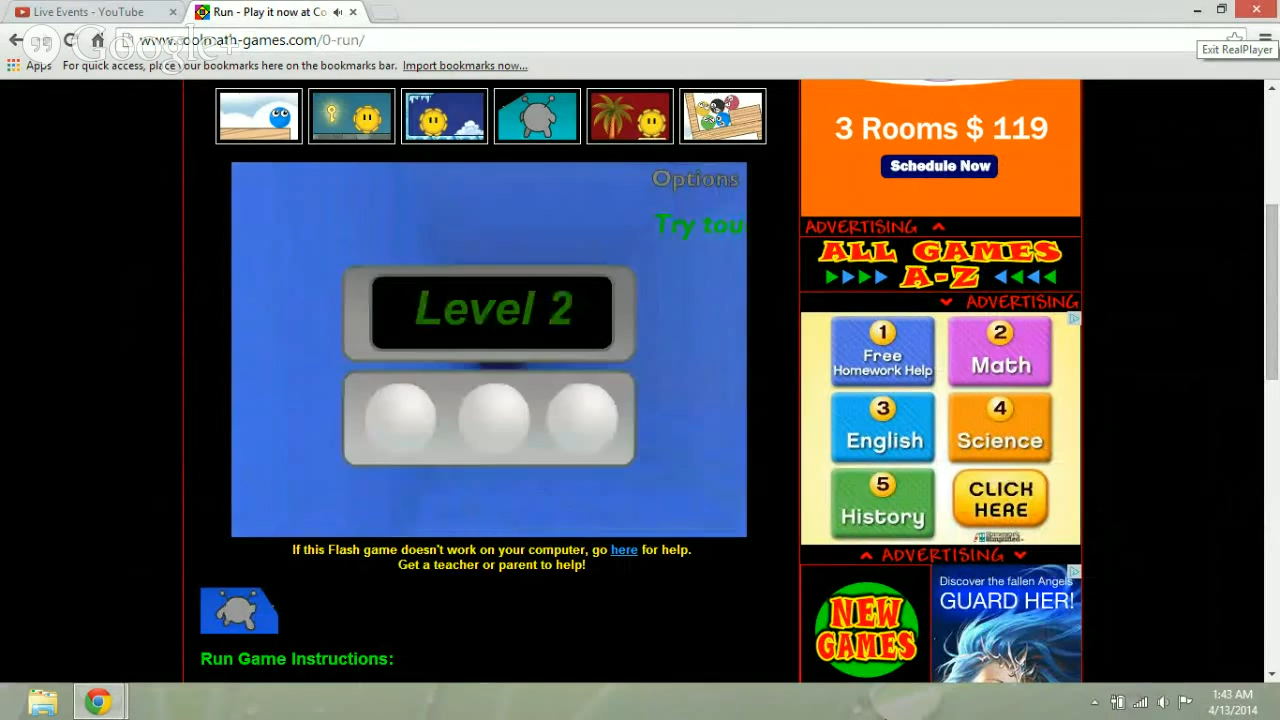 Live Events - YouTube
Run - Play it now at Co
Google+
www.coolmath-games.com/0-run/
Exit RealPlayer
Apps
For quick access, place your bookmarks here on the bookmarks bar. Import bookmarks now...
3 Rooms $ 119
Schedule Now
Options
Try tou
ADVERTISING
ALL GAMES
A-Z
ADVERTISING
Level 2
1
Free
Homework Help
2
Math
3
English
4
Science
5
History
CLICK
HERE
If this Flash game doesn't work on your computer, go here for help.
Get a teacher or parent to help!
ADVERTISING
Discover the fallen Angels
GUARD HER!
NEW
GAMES
Run Game Instructions:
1:43 AM
4/13/2014